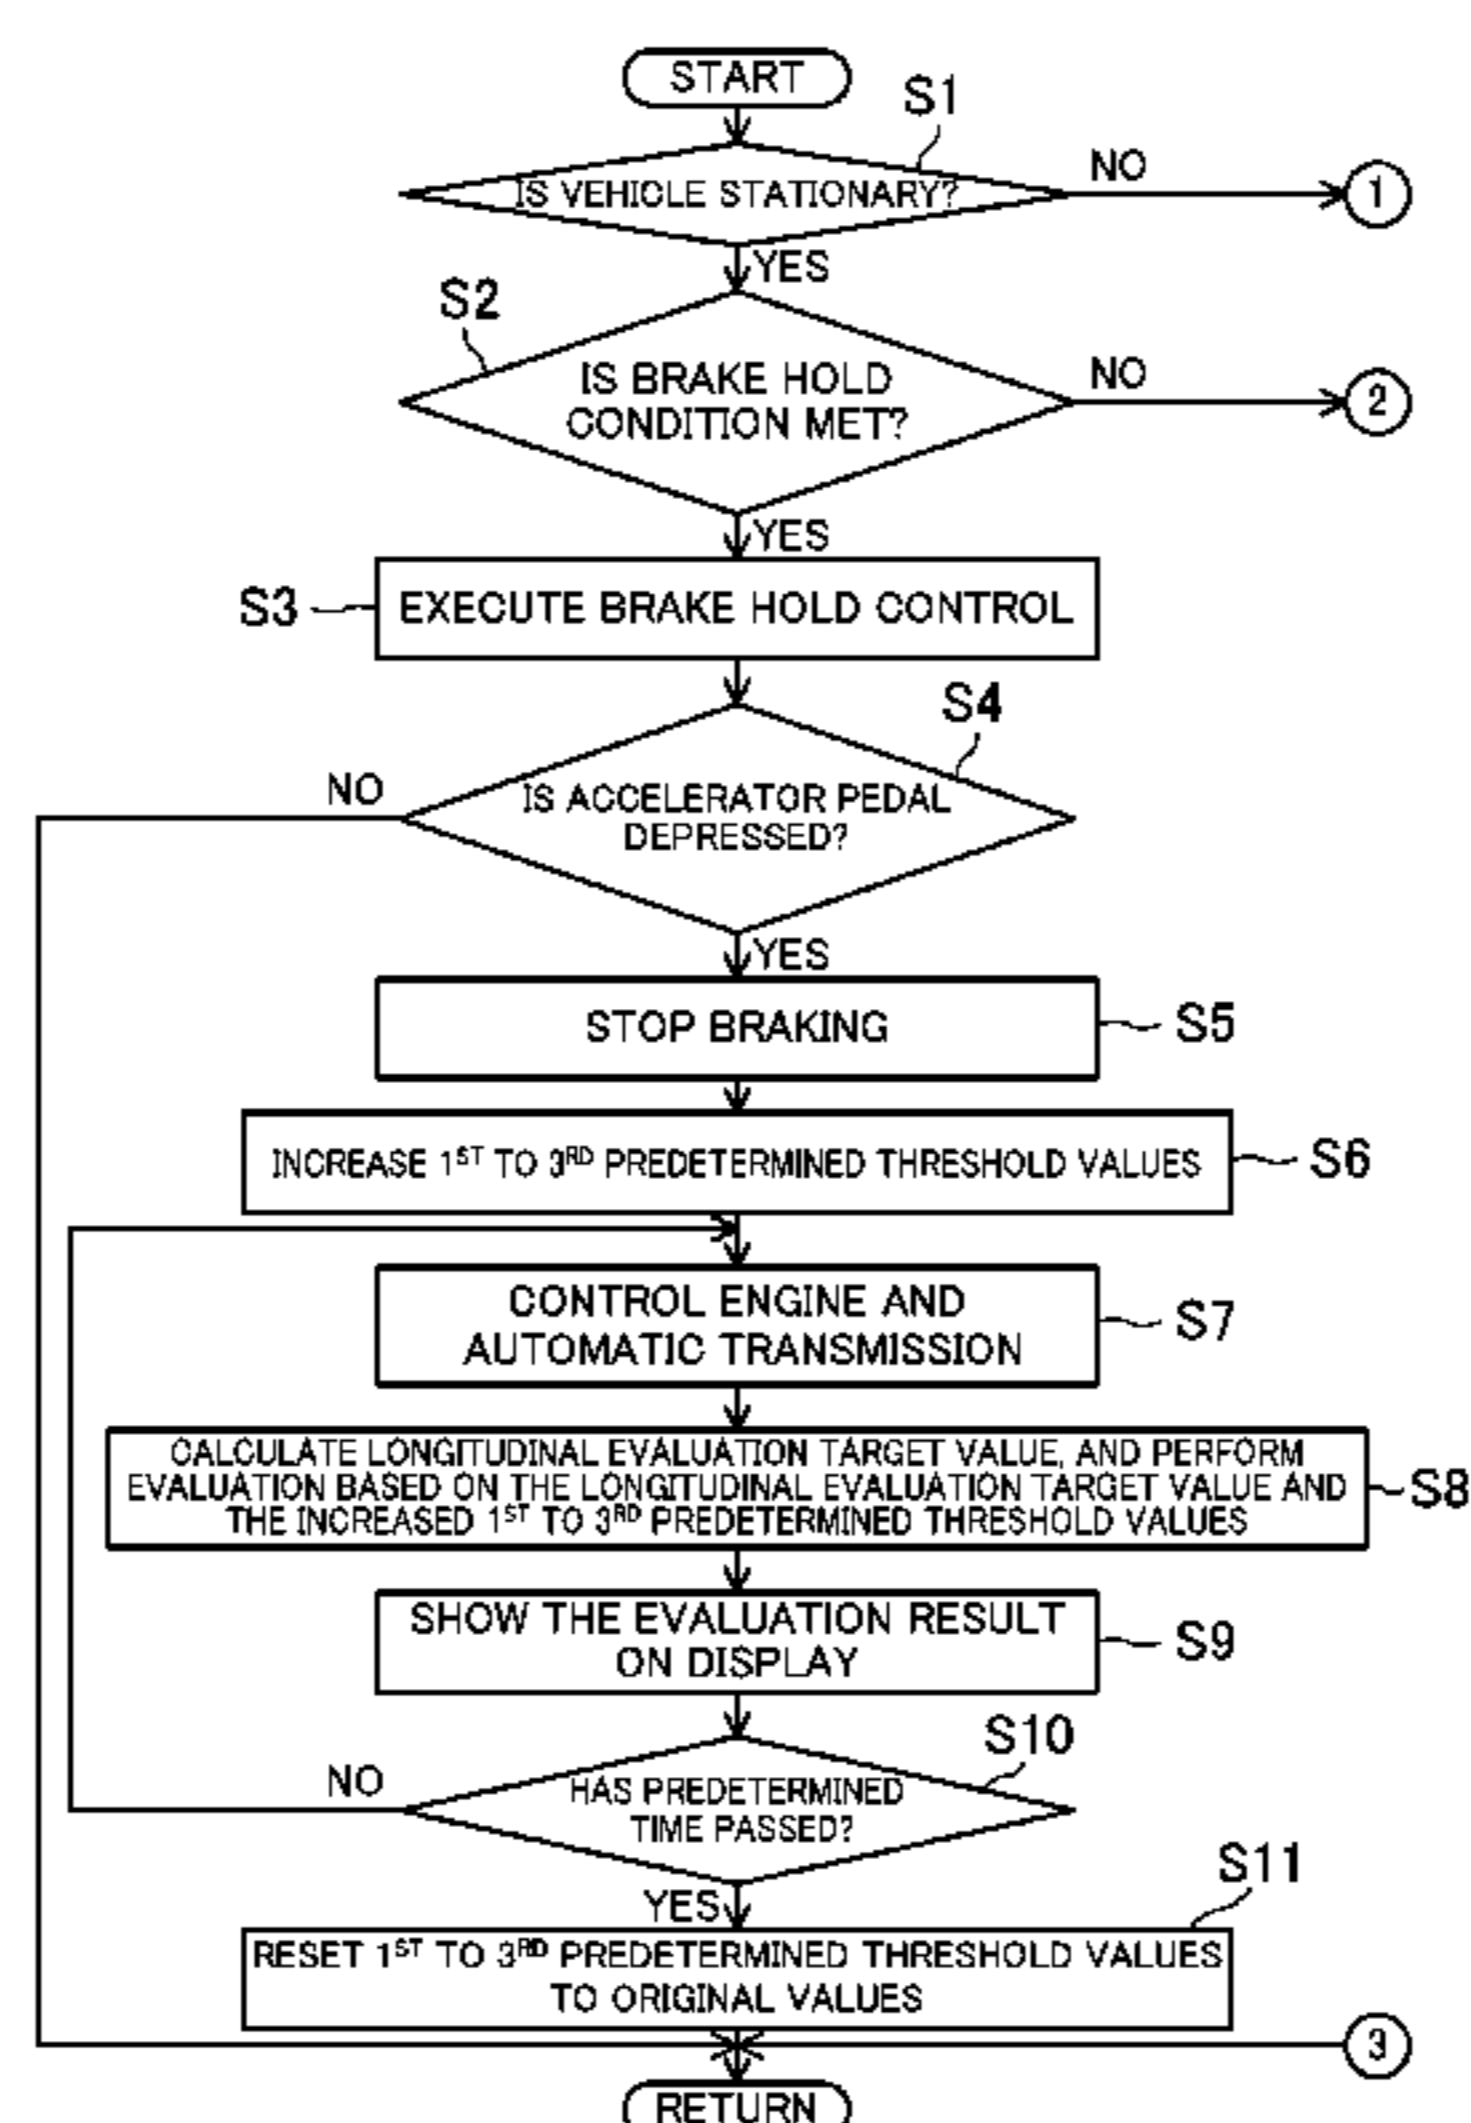 START
S1
IS VEHICLE STATIONARY?
NO
1
YES
S2
IS BRAKE HOLD
CONDITION MET?
NO
2
YES
S3
EXECUTE BRAKE HOLD CONTROL
S4
NO
IS ACCELERATOR PEDAL
DEPRESSED?
YES
STOP BRAKING
S5
INCREASE 1ST TO 3RD PREDETERMINED THRESHOLD VALUES
S6
CONTROL ENGINE AND
AUTOMATIC TRANSMISSION
S7
CALCULATE LONGITUDINAL EVALUATION TARGET VALUE, AND PERFORM
EVALUATION BASED ON THE LONGITUDINAL EVALUATION TARGET VALUE AND
THE INCREASED 1ST TO 3RD PREDETERMINED THRESHOLD VALUES
S8
SHOW THE EVALUATION RESULT
ON DISPLAY
S9
S10
NO
HAS PREDETERMINED
TIME PASSED?
YES
S11
RESET 1ST TO 3RD PREDETERMINED THRESHOLD VALUES
TO ORIGINAL VALUES
3
RETURN